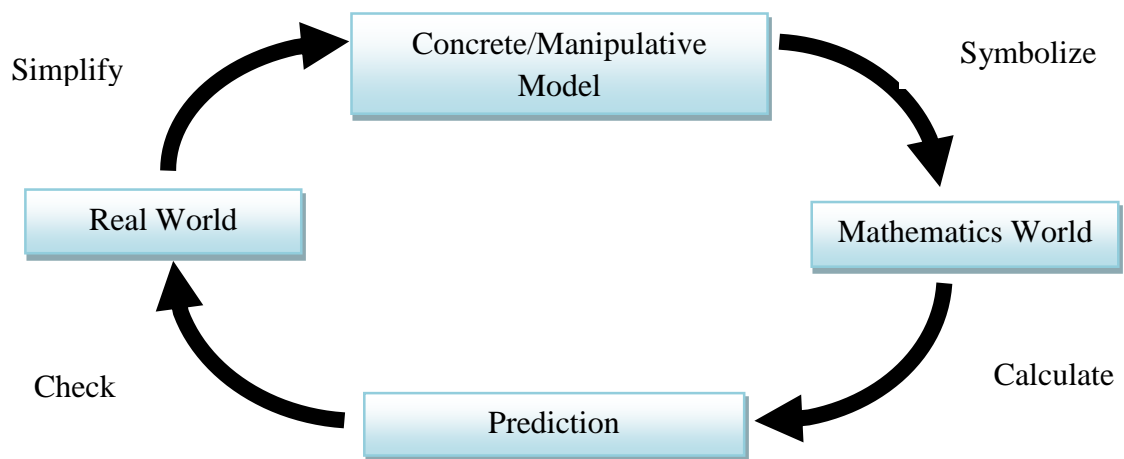 Concrete/Manipulative
Model
Symbolize
Simplify
Real World
Mathematics World
Calculate
Check
Prediction